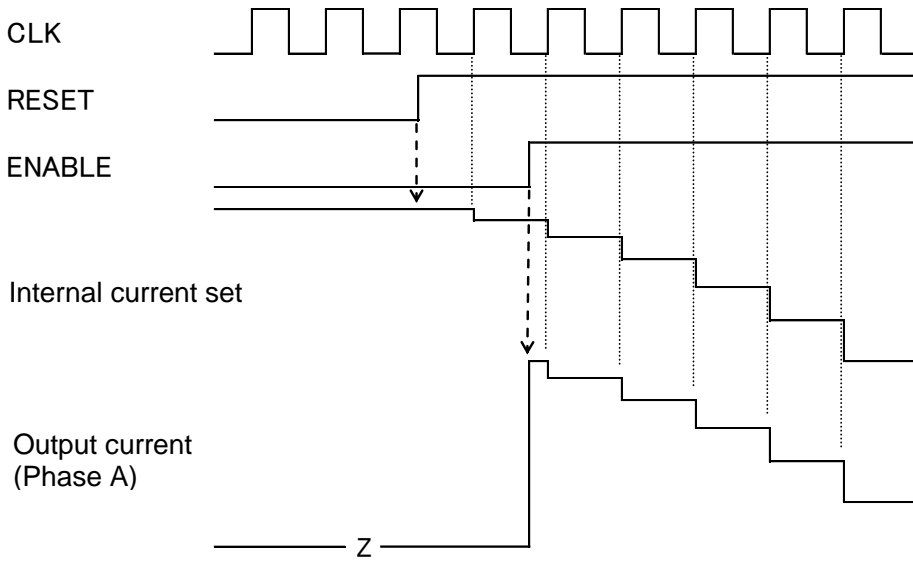 CLK
RESET
ENABLE
Internal current set
Output current
(Phase A)
Z